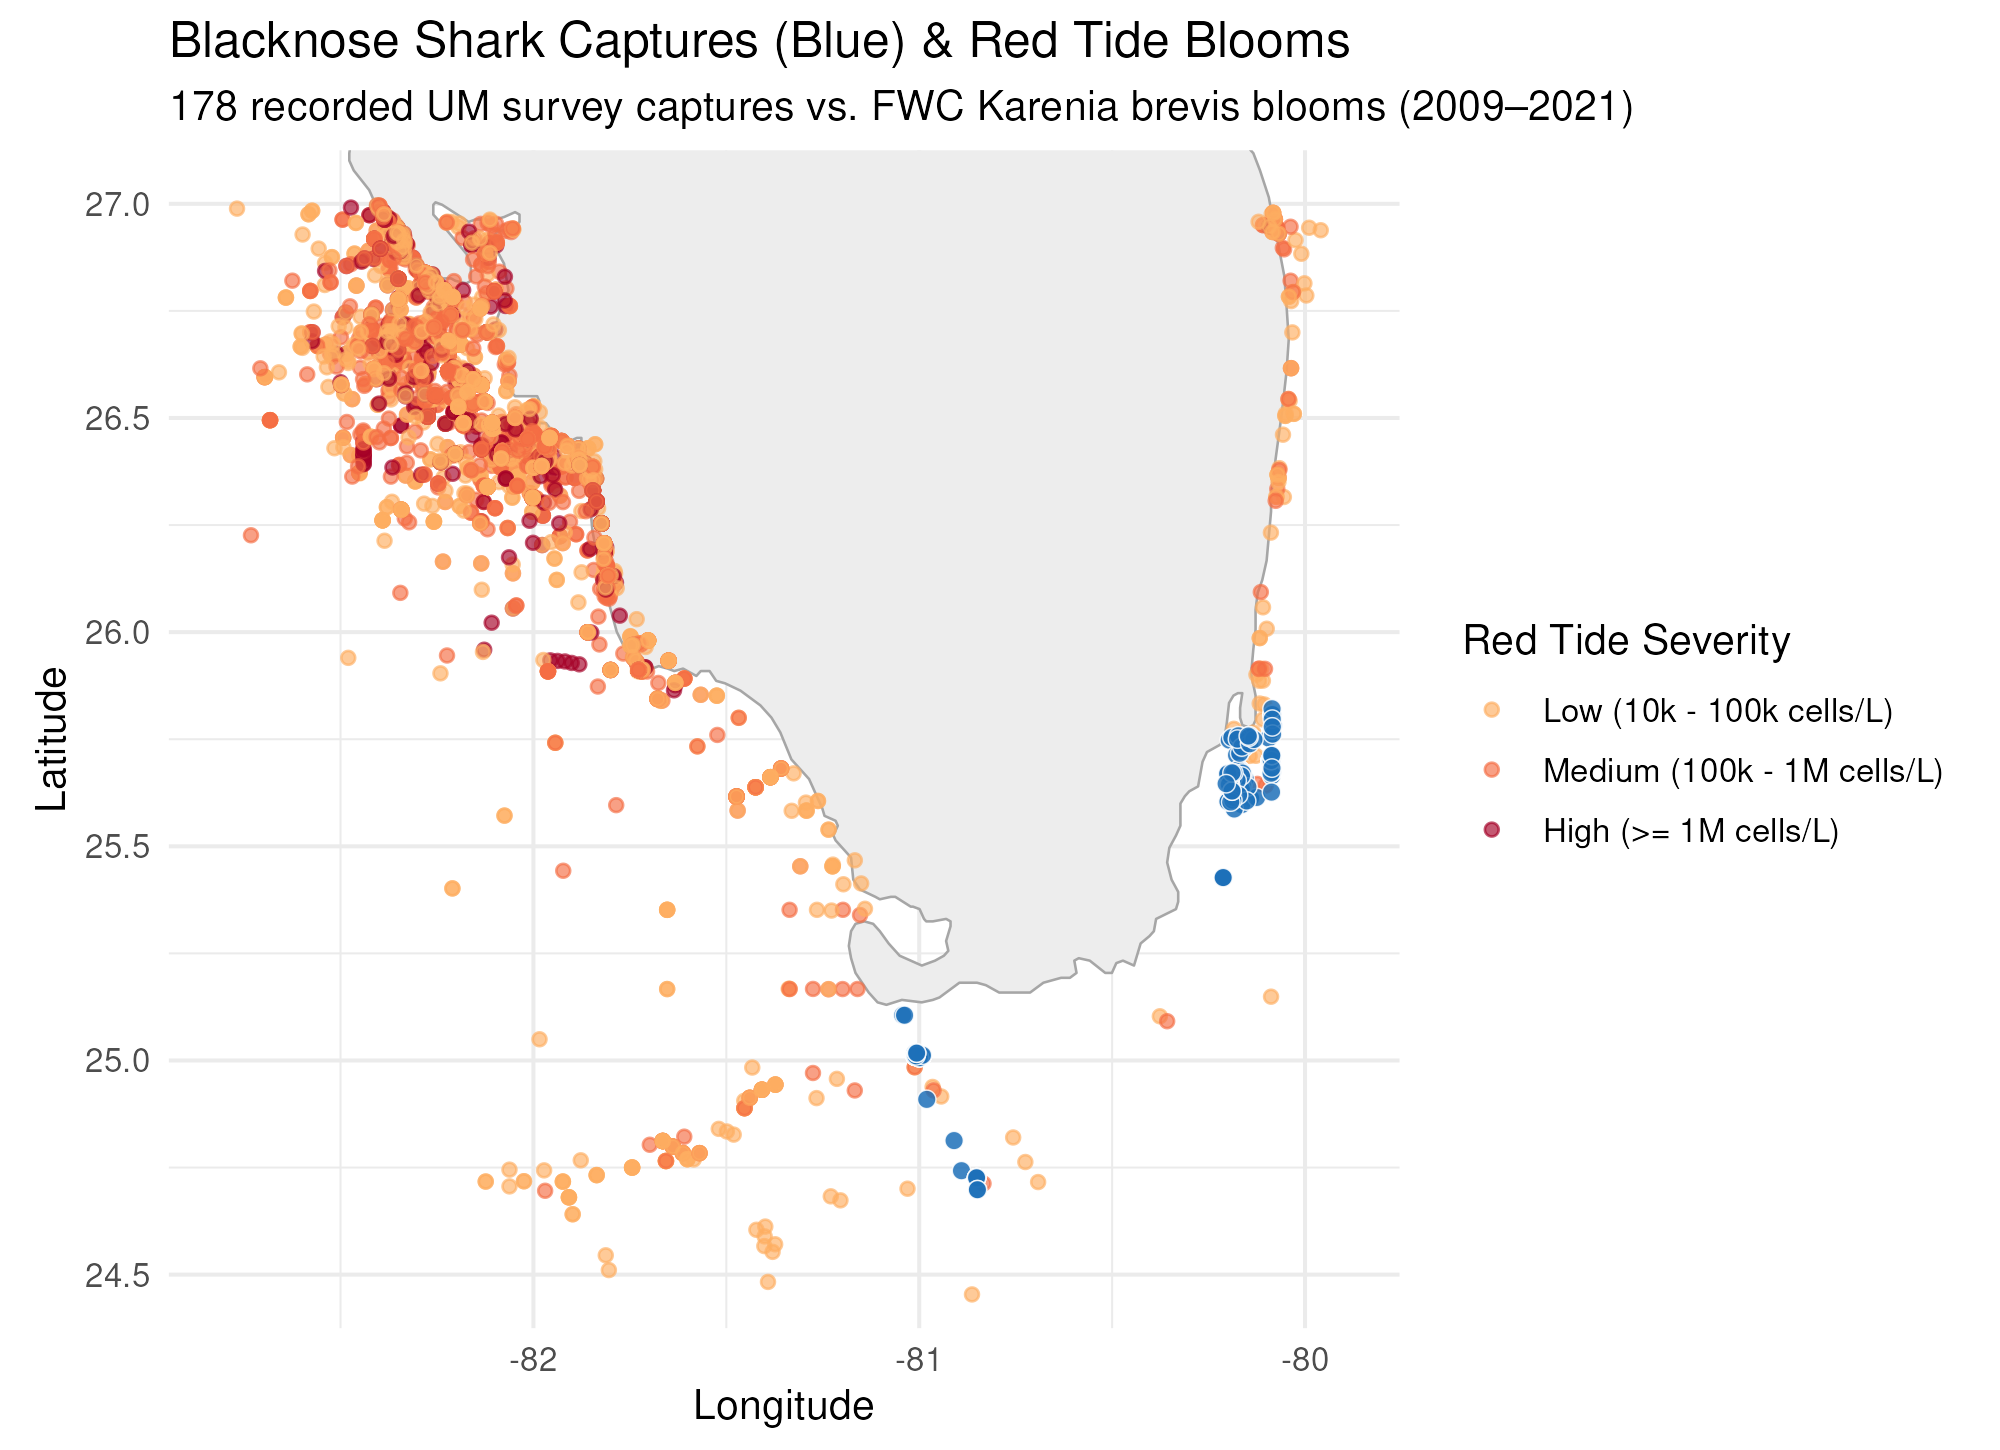 Blacknose Shark Captures (Blue) & Red Tide Blooms
178 recorded UM survey captures vs. FWC Karenia brevis blooms (2009–2021)
27.0
26.5
26.0
25.5
25.0
24.5
Latitude
-82
-81
-80
Longitude
Red Tide Severity
Low (10k - 100k cells/L)
Medium (100k - 1M cells/L)
High (>= 1M cells/L)